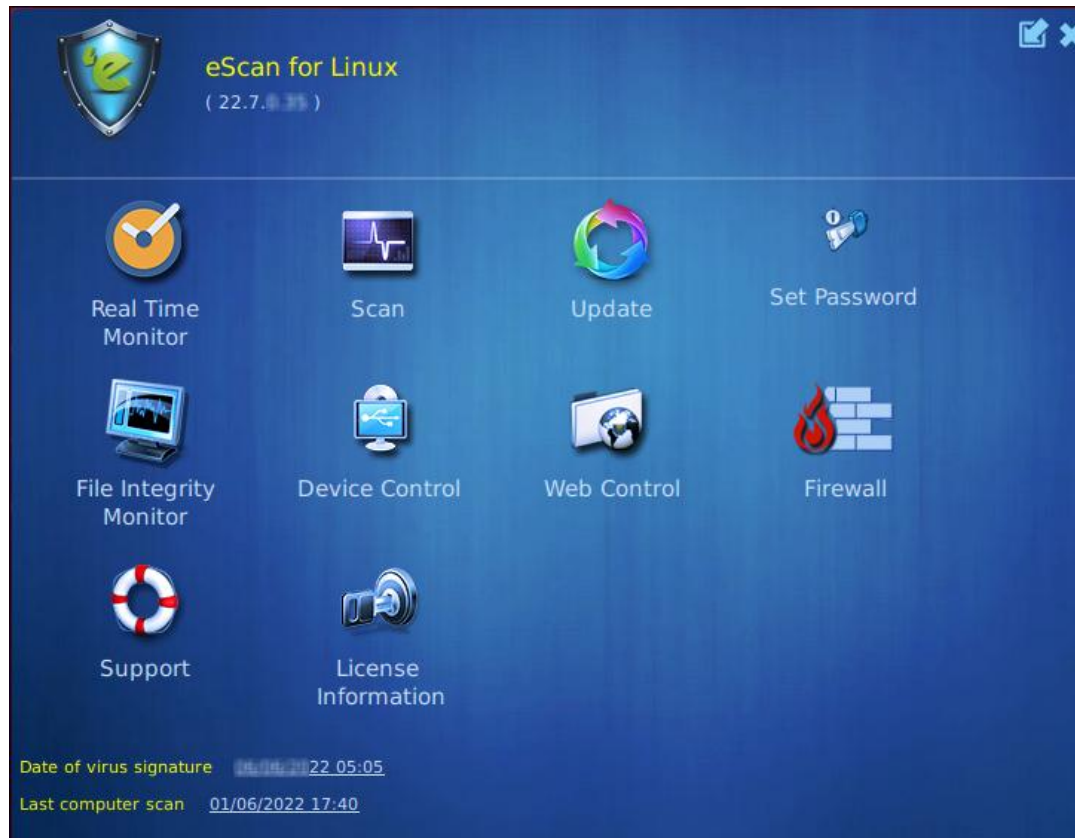 eScan for Linux
( 22.7. )
Real Time
Monitor
Scan
Update
Set Password
File Integrity
Monitor
Device Control
Web Control
Firewall
Support
License
Information
Date of virus signature 22 05:05
Last computer scan 01/06/2022 17:40